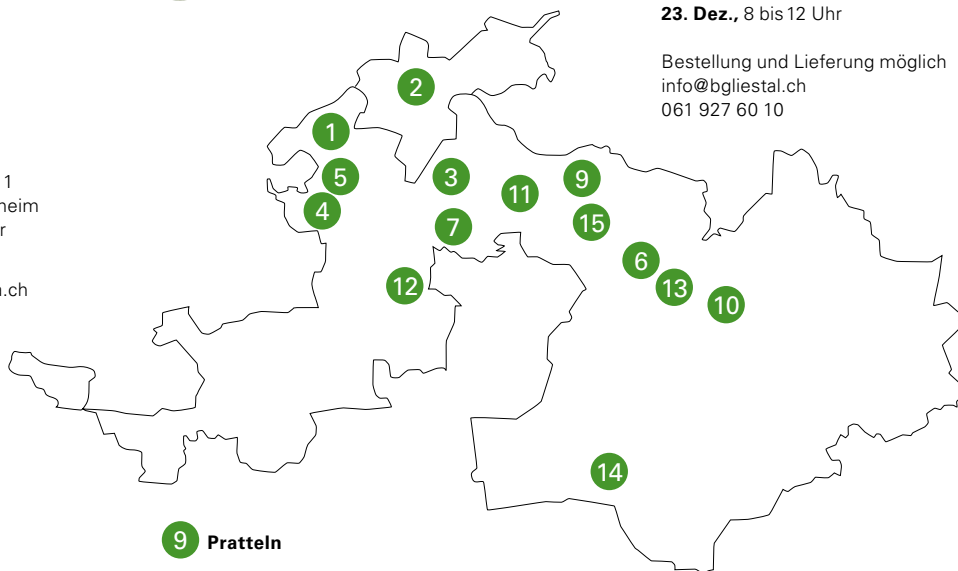 23. Dez., 8 bis 12 Uhr
Bestellung und Lieferung möglich
info@bgliestal.ch
061 927 60 10
2
1
1
5
3
9
heim
4
11
r
15
7
6
.ch
12
13
10
14
9 Pratteln